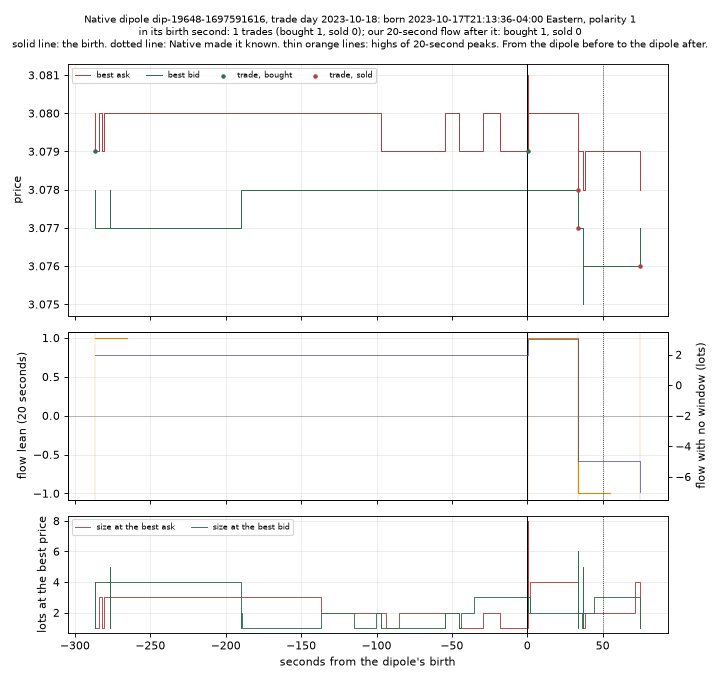 Native dipole dip-19648-1697591616, trade day 2023-10-18: born 2023-10-17T21:13:36-04:00 Eastern, polarity 1
in its birth second: 1 trades (bought 1, sold 0); our 20-second flow after it: bought 1, sold 0
solid line: the birth. dotted line: Native made it known. thin orange lines: highs of 20-second peaks. From the dipole before to the dipole after.
best ask best bid trade, bought trade, sold
3.081
3.080
3.079
3.078
3.077
3.076
3.075
price
1.0
0.5
0.0
−0.5
−1.0
flow lean (20 seconds)
2
0
−2
−4
−6
flow with no window (lots)
size at the best ask size at the best bid
8
6
4
2
lots at the best price
−300 −250 −200 −150 −100 −50 0 50
seconds from the dipole's birth